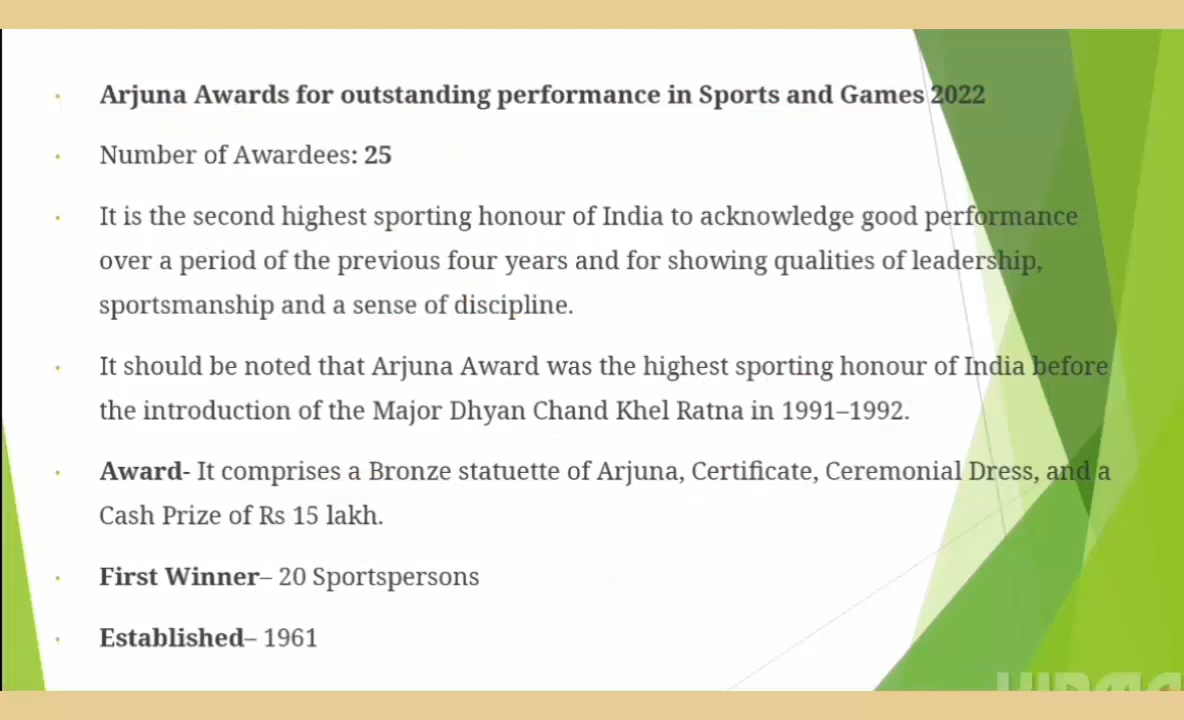 Arjuna Awards for outstanding performance in Sports and Games 2022
Number of Awardees: 25
It is the second highest sporting honour of India to acknowledge good performance
over a period of the previous four years and for showing qualities of leadership,
sportsmanship and a sense of discipline.
It should be noted that Arjuna Award was the highest sporting honour of India before
the introduction of the Major Dhyan Chand Khel Ratna in 1991–1992.
Award- It comprises a Bronze statuette of Arjuna, Certificate, Ceremonial Dress, and a
Cash Prize of Rs 15 lakh.
First Winner– 20 Sportspersons
Established– 1961